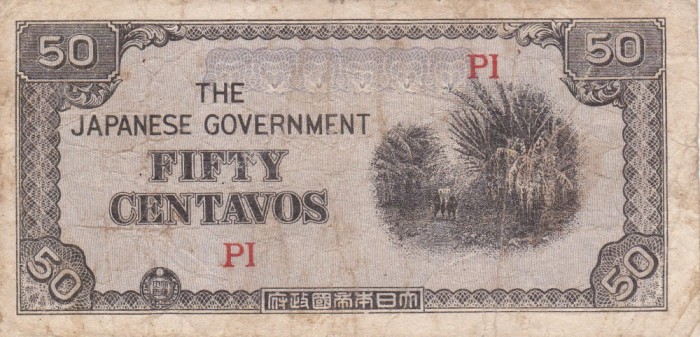 50 50
PI
THE
JAPANESE GOVERNMENT
FIFTY
CENTAVOS
PI
50 50
府政國帝本日大